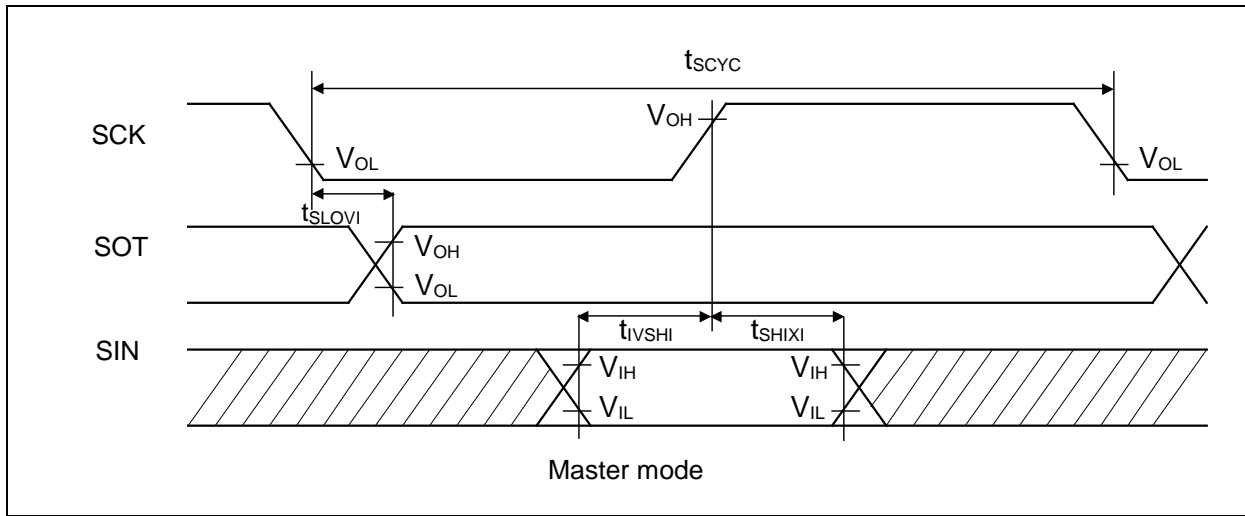 tSCYC
SCK
VOH
VOL
VOL
tSLOVI
SOT
VOH
VOL
tIVSHI
tSHIXI
SIN
VIH
VIH
VIL
VIL
Master mode